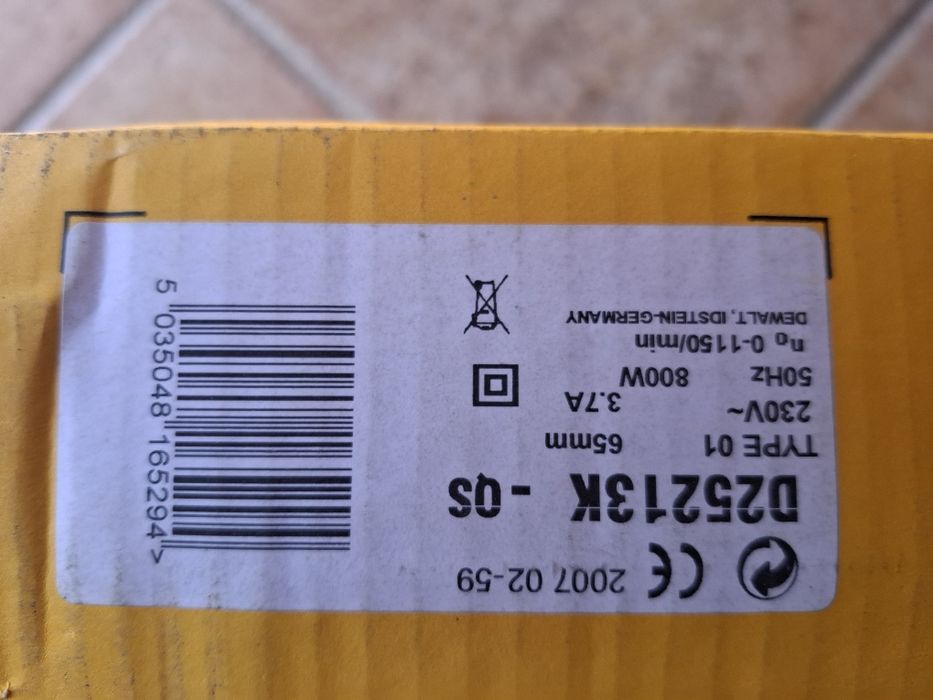 2007 02-59
D25213K - QS
TYPE 01 65mm
230V~ 3.7A
50Hz 800W
n0 0-1150/min
DEWALT, IDSTEIN-GERMANY
5 035048 165294 >